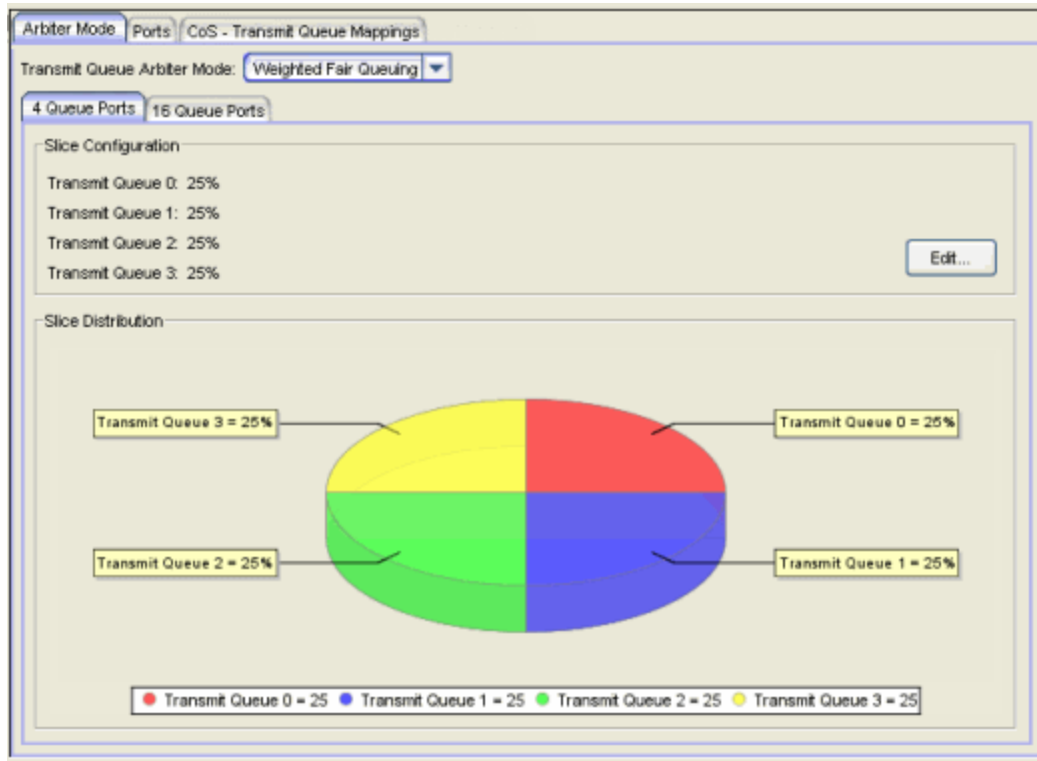 Arbiter Mode Ports CoS - Transmit Queue Mappings
Transmit Queue Arbiter Mode: Weighted Fair Queuing
4 Queue Ports 16 Queue Ports
Slice Configuration
Transmit Queue 0: 25%
Transmit Queue 1: 25%
Transmit Queue 2: 25%
Transmit Queue 3: 25%
Edit...
Slice Distribution
Transmit Queue 3 = 25%
Transmit Queue 0 = 25%
Transmit Queue 2 = 25%
Transmit Queue 1 = 25%
Transmit Queue 0 = 25 Transmit Queue 1 = 25 Transmit Queue 2 = 25 Transmit Queue 3 = 25